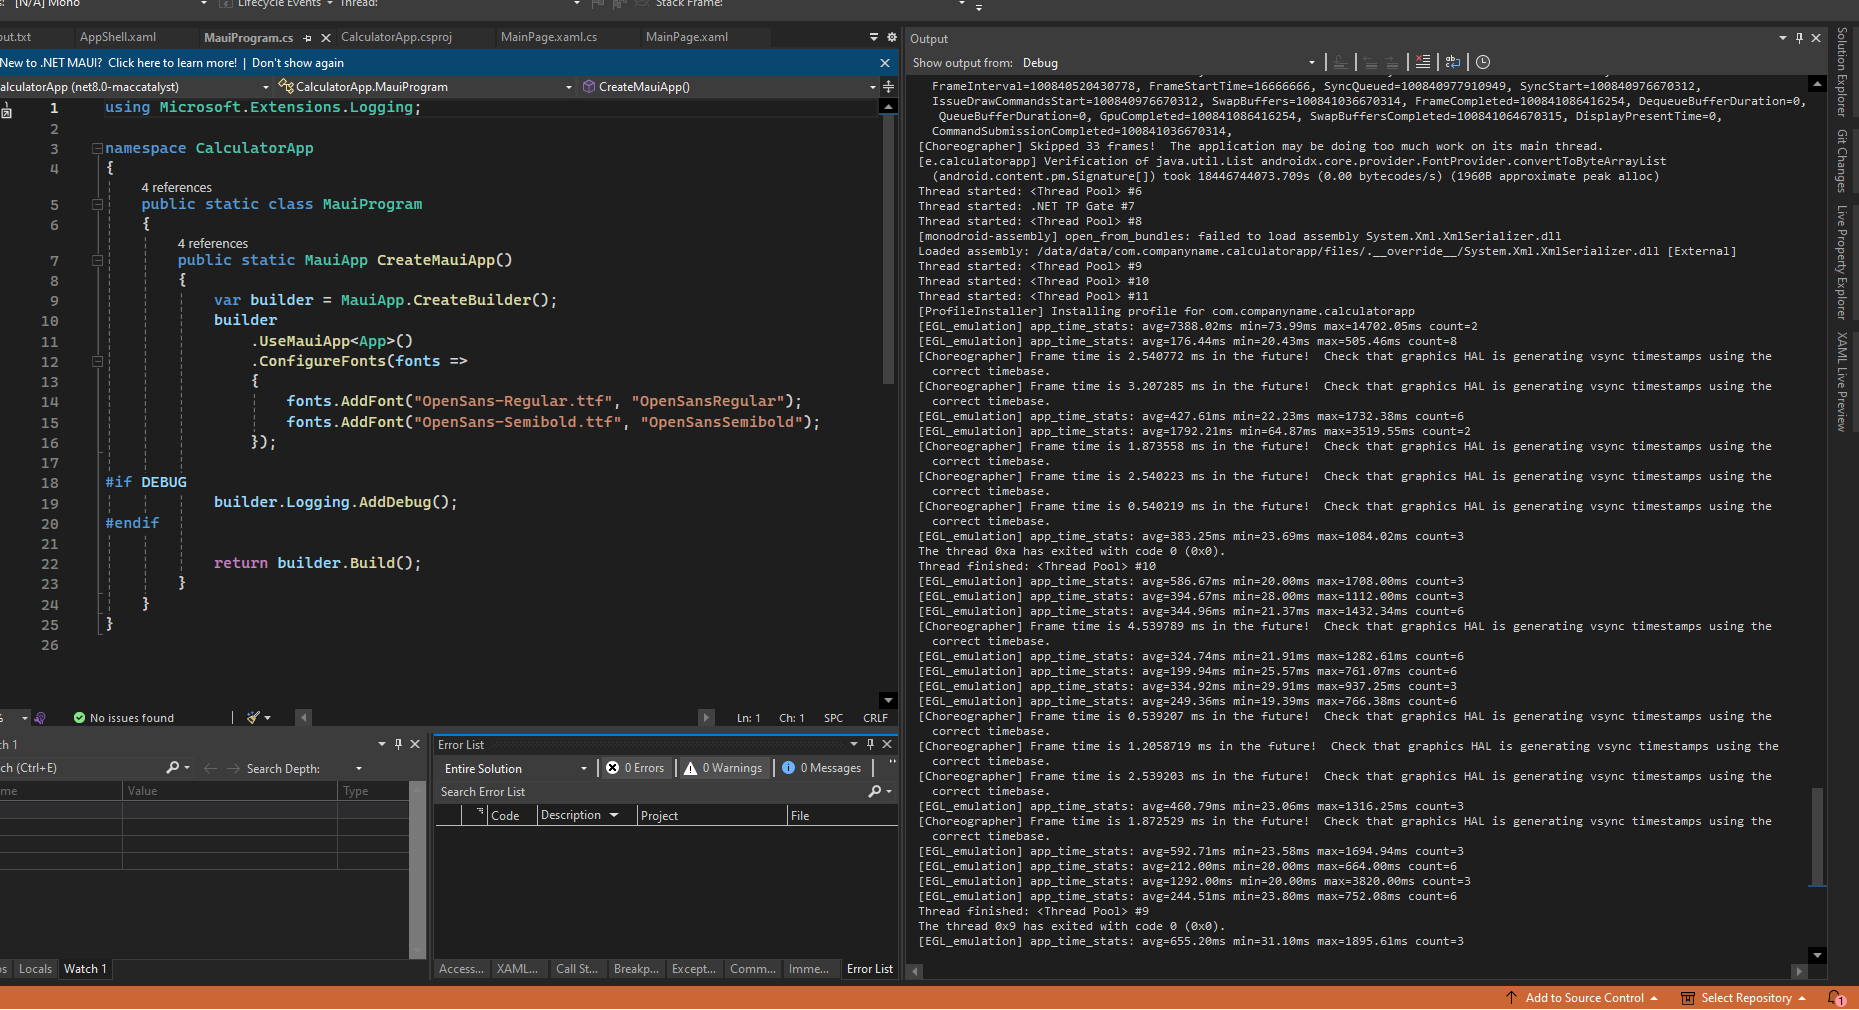 [N/A] Mono
Lifecycle Events
Thread:
Stack Frame:
out.txt
AppShell.xaml
MauiProgram.cs
CalculatorApp.csproj
MainPage.xaml.cs
MainPage.xaml
New to .NET MAUI? Click here to learn more! | Don't show again
alculatorApp (net8.0-maccatalyst)
CalculatorApp.MauiProgram
CreateMauiApp()
1 using Microsoft.Extensions.Logging;
2
3 namespace CalculatorApp
4 {
4 references
5 public static class MauiProgram
6 {
4 references
7 public static MauiApp CreateMauiApp()
8 {
9 var builder = MauiApp.CreateBuilder();
10 builder
11 .UseMauiApp<App>()
12 .ConfigureFonts(fonts =>
13 {
14 fonts.AddFont("OpenSans-Regular.ttf", "OpenSansRegular");
15 fonts.AddFont("OpenSans-Semibold.ttf", "OpenSansSemibold");
16 });
17
18 #if DEBUG
19 builder.Logging.AddDebug();
20 #endif
21
22 return builder.Build();
23 }
24 }
25 }
26
%
No issues found
Ln: 1 Ch: 1 SPC CRLF
ch 1
rch (Ctrl+E)
Search Depth:
me Value Type
os Locals Watch 1
Error List
Entire Solution
0 Errors
0 Warnings
0 Messages
Search Error List
Code Description Project File
Access... XAML... Call St... Breakp... Except... Comm... Imme... Error List
Output
Show output from: Debug
FrameInterval=100840520430778, FrameStartTime=16666666, SyncQueued=100840977910949, SyncStart=100840976670312,
IssueDrawCommandsStart=100840976670312, SwapBuffers=100841036670314, FrameCompleted=100841086416254, DequeueBufferDuration=0,
QueueBufferDuration=0, GpuCompleted=100841086416254, SwapBuffersCompleted=100841064670315, DisplayPresentTime=0,
CommandSubmissionCompleted=100841036670314,
[Choreographer] Skipped 33 frames!  The application may be doing too much work on its main thread.
[e.calculatorapp] Verification of java.util.List androidx.core.provider.FontProvider.convertToByteArrayList
(android.content.pm.Signature[]) took 18446744073.709s (0.00 bytecodes/s) (1960B approximate peak alloc)
Thread started: <Thread Pool> #6
Thread started: .NET TP Gate #7
Thread started: <Thread Pool> #8
[monodroid-assembly] open_from_bundles: failed to load assembly System.Xml.XmlSerializer.dll
Loaded assembly: /data/data/com.companyname.calculatorapp/files/.__override__/System.Xml.XmlSerializer.dll [External]
Thread started: <Thread Pool> #9
Thread started: <Thread Pool> #10
Thread started: <Thread Pool> #11
[ProfileInstaller] Installing profile for com.companyname.calculatorapp
[EGL_emulation] app_time_stats: avg=7388.02ms min=73.99ms max=14702.05ms count=2
[EGL_emulation] app_time_stats: avg=176.44ms min=20.43ms max=505.46ms count=8
[Choreographer] Frame time is 2.540772 ms in the future!  Check that graphics HAL is generating vsync timestamps using the
correct timebase.
[Choreographer] Frame time is 3.207285 ms in the future!  Check that graphics HAL is generating vsync timestamps using the
correct timebase.
[EGL_emulation] app_time_stats: avg=427.61ms min=22.23ms max=1732.38ms count=6
[EGL_emulation] app_time_stats: avg=1792.21ms min=64.87ms max=3519.55ms count=2
[Choreographer] Frame time is 1.873558 ms in the future!  Check that graphics HAL is generating vsync timestamps using the
correct timebase.
[Choreographer] Frame time is 2.540223 ms in the future!  Check that graphics HAL is generating vsync timestamps using the
correct timebase.
[Choreographer] Frame time is 0.540219 ms in the future!  Check that graphics HAL is generating vsync timestamps using the
correct timebase.
[EGL_emulation] app_time_stats: avg=383.25ms min=23.69ms max=1084.02ms count=3
The thread 0xa has exited with code 0 (0x0).
Thread finished: <Thread Pool> #10
[EGL_emulation] app_time_stats: avg=586.67ms min=20.00ms max=1708.00ms count=3
[EGL_emulation] app_time_stats: avg=394.67ms min=28.00ms max=1112.00ms count=3
[EGL_emulation] app_time_stats: avg=344.96ms min=21.37ms max=1432.34ms count=6
[Choreographer] Frame time is 4.539789 ms in the future!  Check that graphics HAL is generating vsync timestamps using the
correct timebase.
[EGL_emulation] app_time_stats: avg=324.74ms min=21.91ms max=1282.61ms count=6
[EGL_emulation] app_time_stats: avg=199.94ms min=25.57ms max=761.07ms count=6
[EGL_emulation] app_time_stats: avg=334.92ms min=29.91ms max=937.25ms count=3
[EGL_emulation] app_time_stats: avg=249.36ms min=19.39ms max=766.38ms count=6
[Choreographer] Frame time is 0.539207 ms in the future!  Check that graphics HAL is generating vsync timestamps using the
correct timebase.
[Choreographer] Frame time is 1.2058719 ms in the future!  Check that graphics HAL is generating vsync timestamps using the
correct timebase.
[Choreographer] Frame time is 2.539203 ms in the future!  Check that graphics HAL is generating vsync timestamps using the
correct timebase.
[EGL_emulation] app_time_stats: avg=460.79ms min=23.06ms max=1316.25ms count=3
[Choreographer] Frame time is 1.872529 ms in the future!  Check that graphics HAL is generating vsync timestamps using the
correct timebase.
[EGL_emulation] app_time_stats: avg=592.71ms min=23.58ms max=1694.94ms count=3
[EGL_emulation] app_time_stats: avg=212.00ms min=20.00ms max=664.00ms count=6
[EGL_emulation] app_time_stats: avg=1292.00ms min=20.00ms max=3820.00ms count=3
[EGL_emulation] app_time_stats: avg=244.51ms min=23.80ms max=752.08ms count=6
Thread finished: <Thread Pool> #9
The thread 0x9 has exited with code 0 (0x0).
[EGL_emulation] app_time_stats: avg=655.20ms min=31.10ms max=1895.61ms count=3
Solution Explorer
Git Changes
Live Property Explorer
XAML Live Preview
Add to Source Control
Select Repository
1